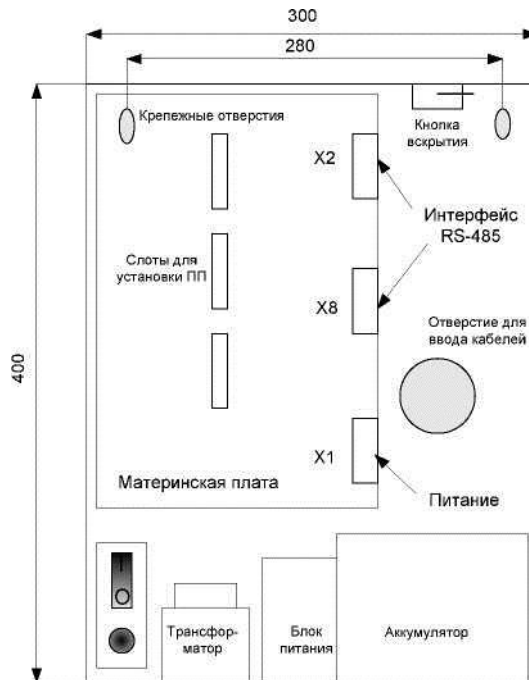 300
280
Крепежные отверстия
Кнопка
вскрытия
X2
Интерфейс
RS-485
Слоты для
установки ПП
X8
Отверстие для
ввода кабелей
400
X1
Материнская плата
Питание
Трансфор-
матор
Блок
питания
Аккумулятор